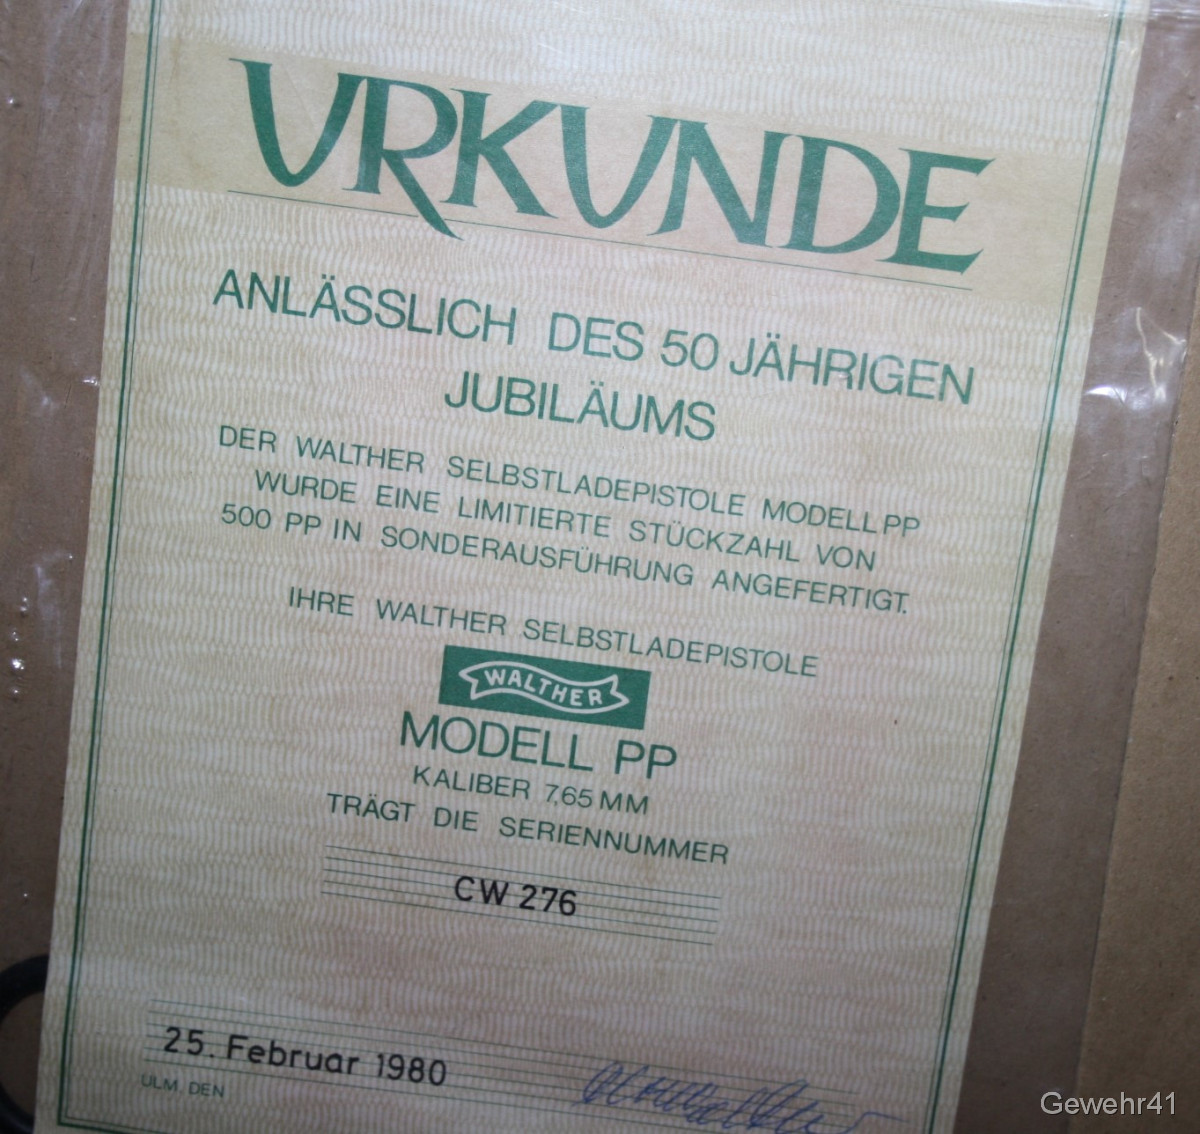 URKUNDE
ANLÄSSLICH DES 50 JÄHRIGEN
JUBILÄUMS
DER WALTHER SELBSTLADEPISTOLE MODELL PP
WURDE EINE LIMITIERTE STÜCKZAHL VON
500 PP IN SONDERAUSFÜHRUNG ANGEFERTIGT.
IHRE WALTHER SELBSTLADEPISTOLE
WALTHER
MODELL PP
KALIBER 7,65 MM
TRÄGT DIE SERIENNUMMER
CW 276
25. Februar 1980
ULM, DEN
Gewehr41